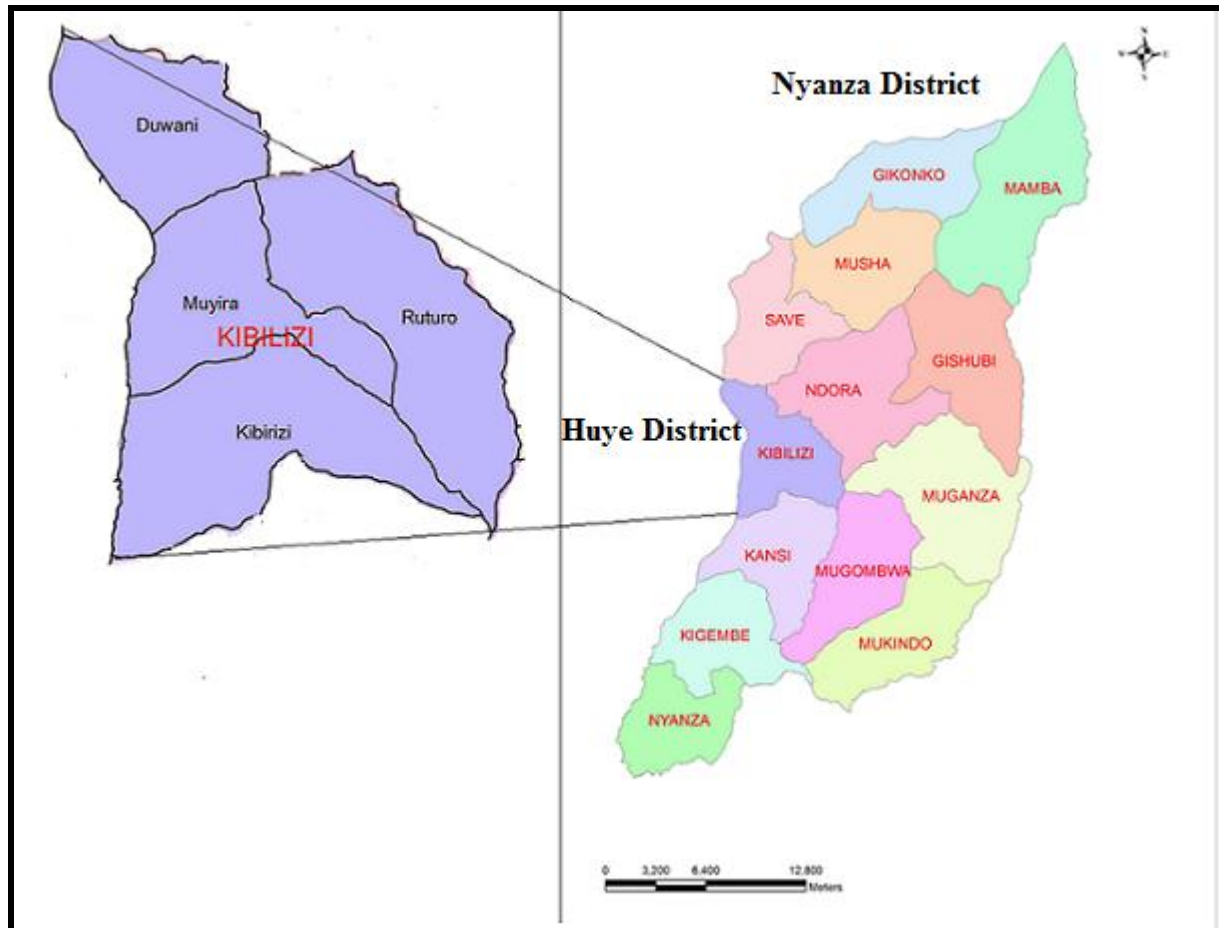 Duwani
Muyira
Ruturo
KIBILIZI
Kibirizi
Nyanza District
GIKONKO
MAMBA
MUSHA
SAVE
GISHUBI
NDORA
Huye District
KIBILIZI
MUGANZA
KANSI
MUGOMBWA
KIGEMBE
MUKINDO
NYANZA
0 3,200 6,400 12,800
Meters